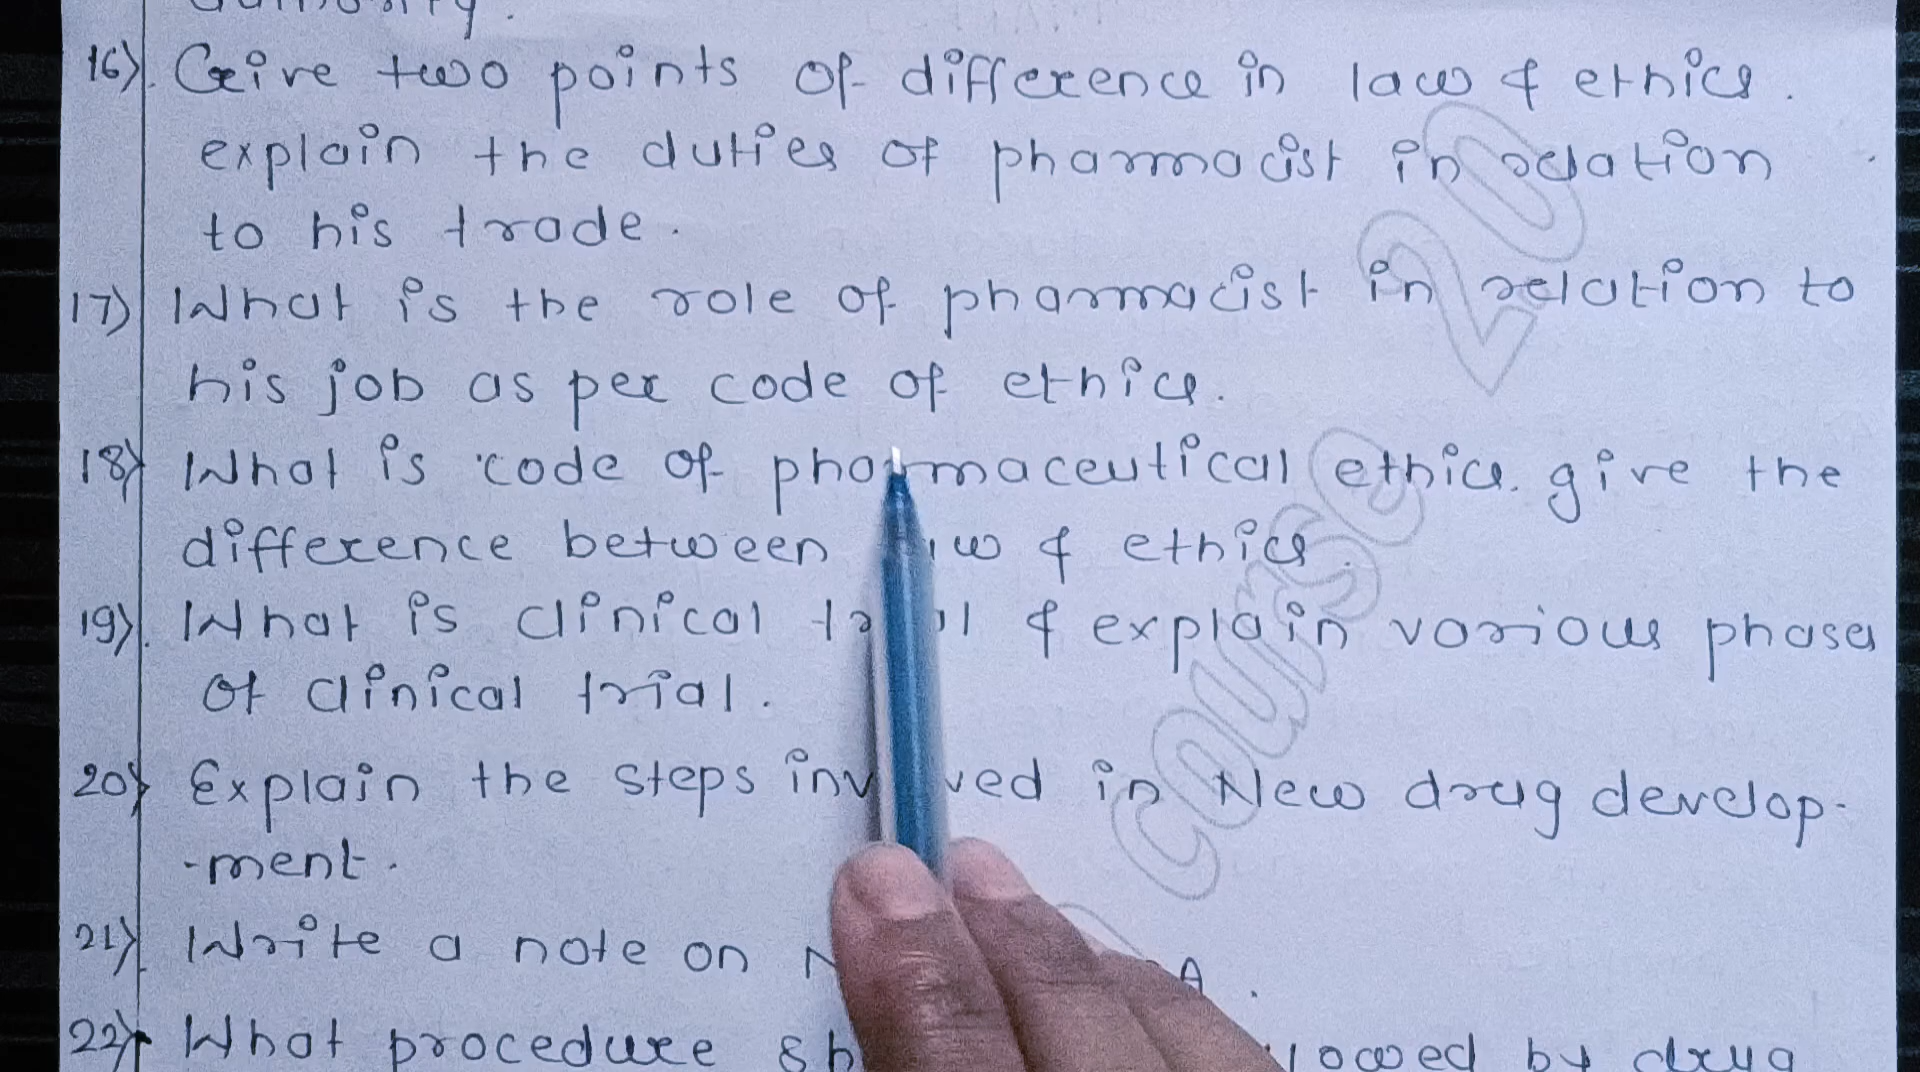 16). Give two points of difference in law & ethics.
explain the duties of pharmacist in relation
to his trade.
17) What is the role of pharmacist in relation to
his job as per code of ethics.
18) What is code of pharmaceutical ethics. give the
difference between & ethics.
19). What is clinical & explain various phases
of clinical trial.
20) Explain the steps in New drug develop-
-ment.
21). Write a note on
22) What procedure by drug
course